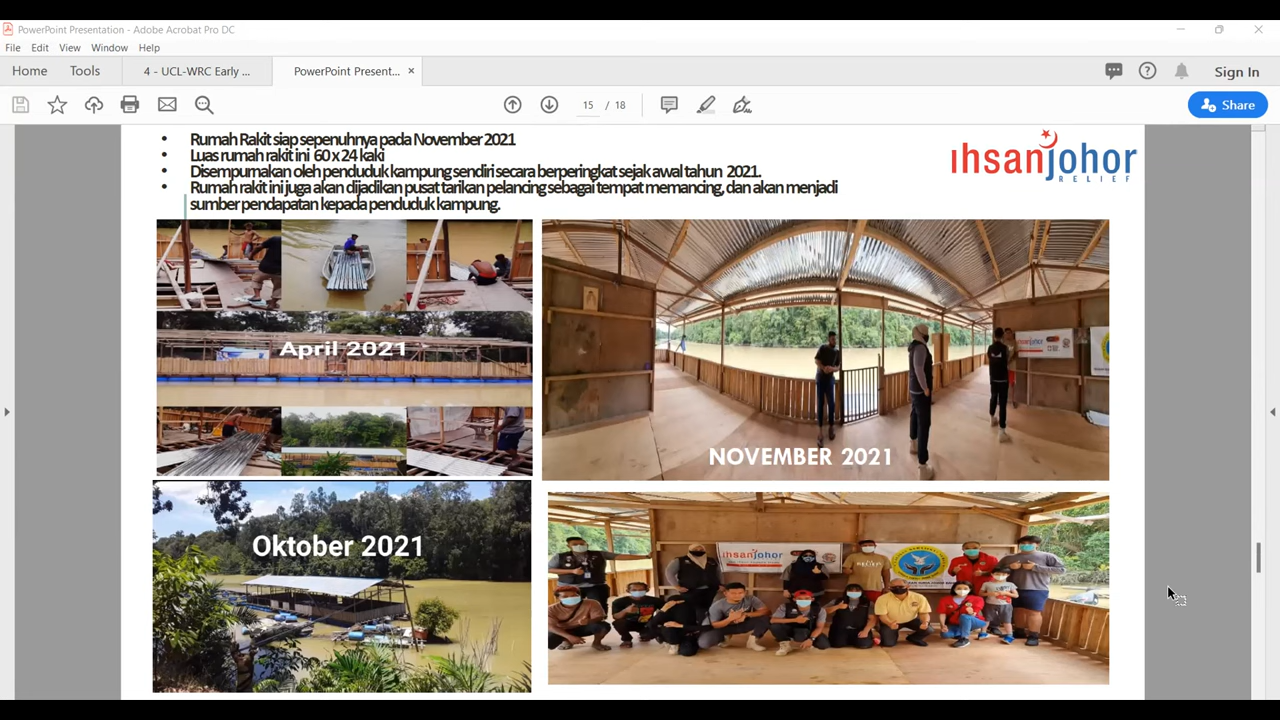 PowerPoint Presentation - Adobe Acrobat Pro DC
File Edit View Window Help
Home Tools 4 - UCL-WRC Early ... PowerPoint Present... × Sign In
15 / 18 Share
• Rumah Rakit siap sepenuhnya pada November 2021
• Luas rumah rakit ini 60 x 24 kaki
• Disempurnakan oleh penduduk kampung sendiri secara berperingkat sejak awal tahun 2021.
• Rumah rakit ini juga akan dijadikan pusat tarikan pelancing sebagai tempat memancing, dan akan menjadi
sumber pendapatan kepada penduduk kampung.
ihsanjohor
RELIEF
April 2021
ihsanjohor
NOVEMBER 2021
Oktober 2021
ihsanjohor